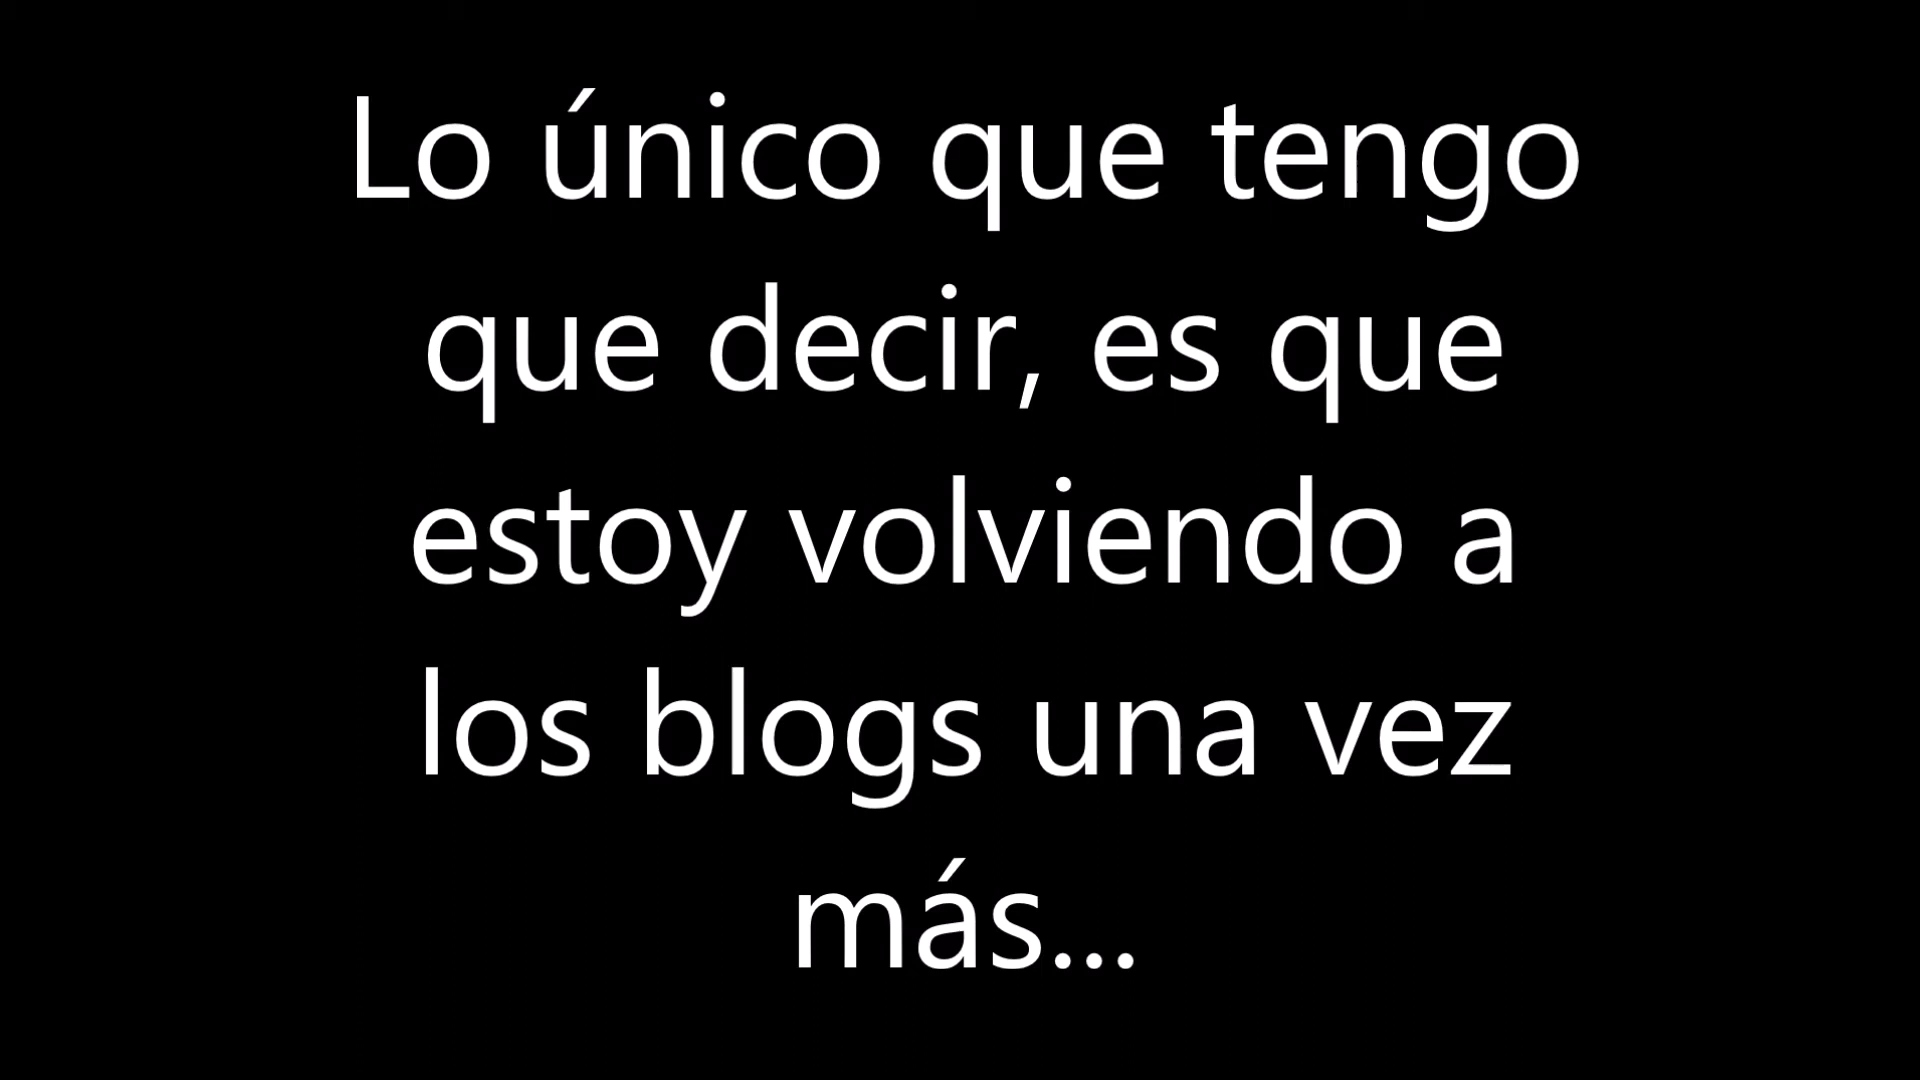 Lo único que tengo
que decir, es que
estoy volviendo a
los blogs una vez
más...